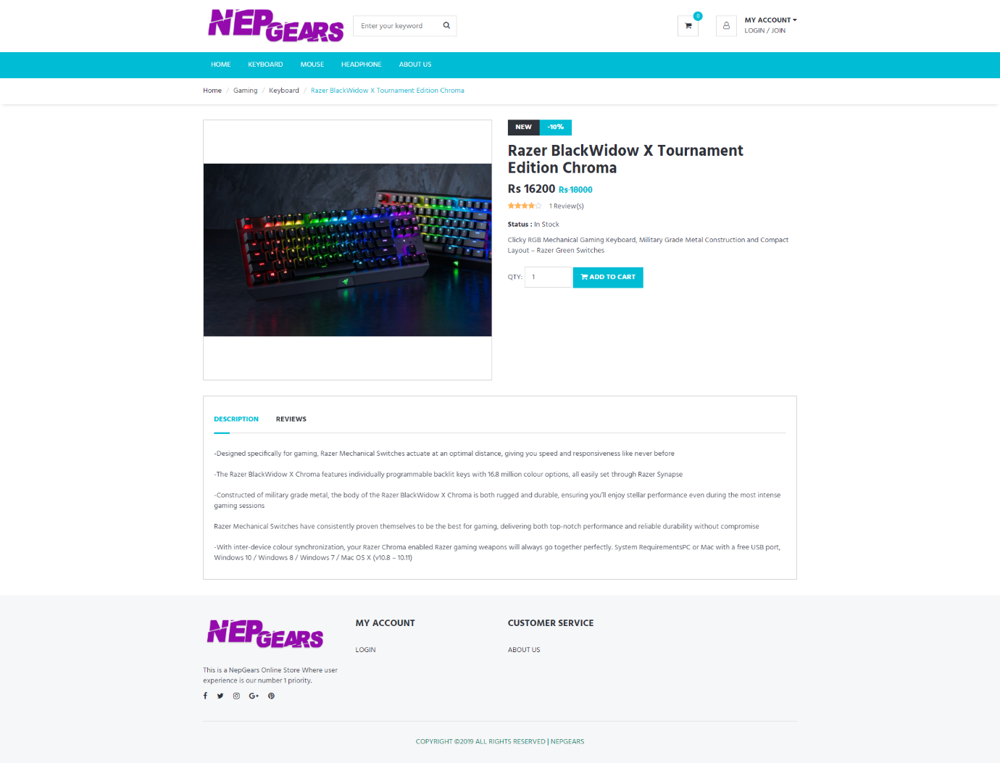 NEPGEARS
Enter your keyword
0
MY ACCOUNT
LOGIN / JOIN
HOME KEYBOARD MOUSE HEADPHONE ABOUT US
Home / Gaming / Keyboard / Razer BlackWidow X Tournament Edition Chroma
NEW -10%
Razer BlackWidow X Tournament
Edition Chroma
Rs 16200 Rs 18000
1 Review(s)
Status : In Stock
Clicky RGB Mechanical Gaming Keyboard, Military Grade Metal Construction and Compact
Layout – Razer Green Switches
QTY: 1 ADD TO CART
DESCRIPTION REVIEWS
-Designed specifically for gaming, Razer Mechanical Switches actuate at an optimal distance, giving you speed and responsiveness like never before
-The Razer BlackWidow X Chroma features individually programmable backlit keys with 16.8 million colour options, all easily set through Razer Synapse
-Constructed of military grade metal, the body of the Razer BlackWidow X Chroma is both rugged and durable, ensuring you’ll enjoy stellar performance even during the most intense
gaming sessions
Razer Mechanical Switches have consistently proven themselves to be the best for gaming, delivering both top-notch performance and reliable durability without compromise
-With inter-device colour synchronization, your Razer Chroma enabled Razer gaming weapons will always go together perfectly. System RequirementsPC or Mac with a free USB port,
Windows 10 / Windows 8 / Windows 7 / Mac OS X (v10.8 – 10.11)
NEPGEARS
This is a NepGears Online Store Where user
experience is our number 1 priority.
MY ACCOUNT
LOGIN
CUSTOMER SERVICE
ABOUT US
COPYRIGHT ©2019 ALL RIGHTS RESERVED | NEPGEARS